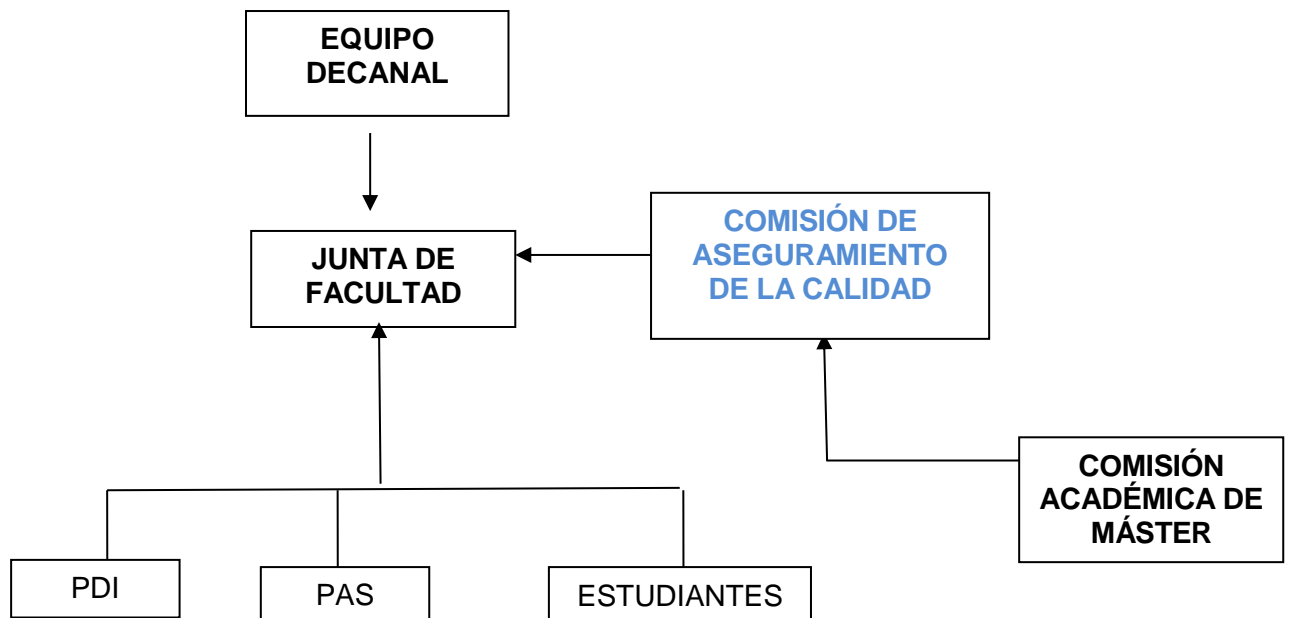 EQUIPO
DECANAL
JUNTA DE
FACULTAD
COMISIÓN DE
ASEGURAMIENTO
DE LA CALIDAD
COMISIÓN
ACADÉMICA DE
MÁSTER
PDI
PAS
ESTUDIANTES